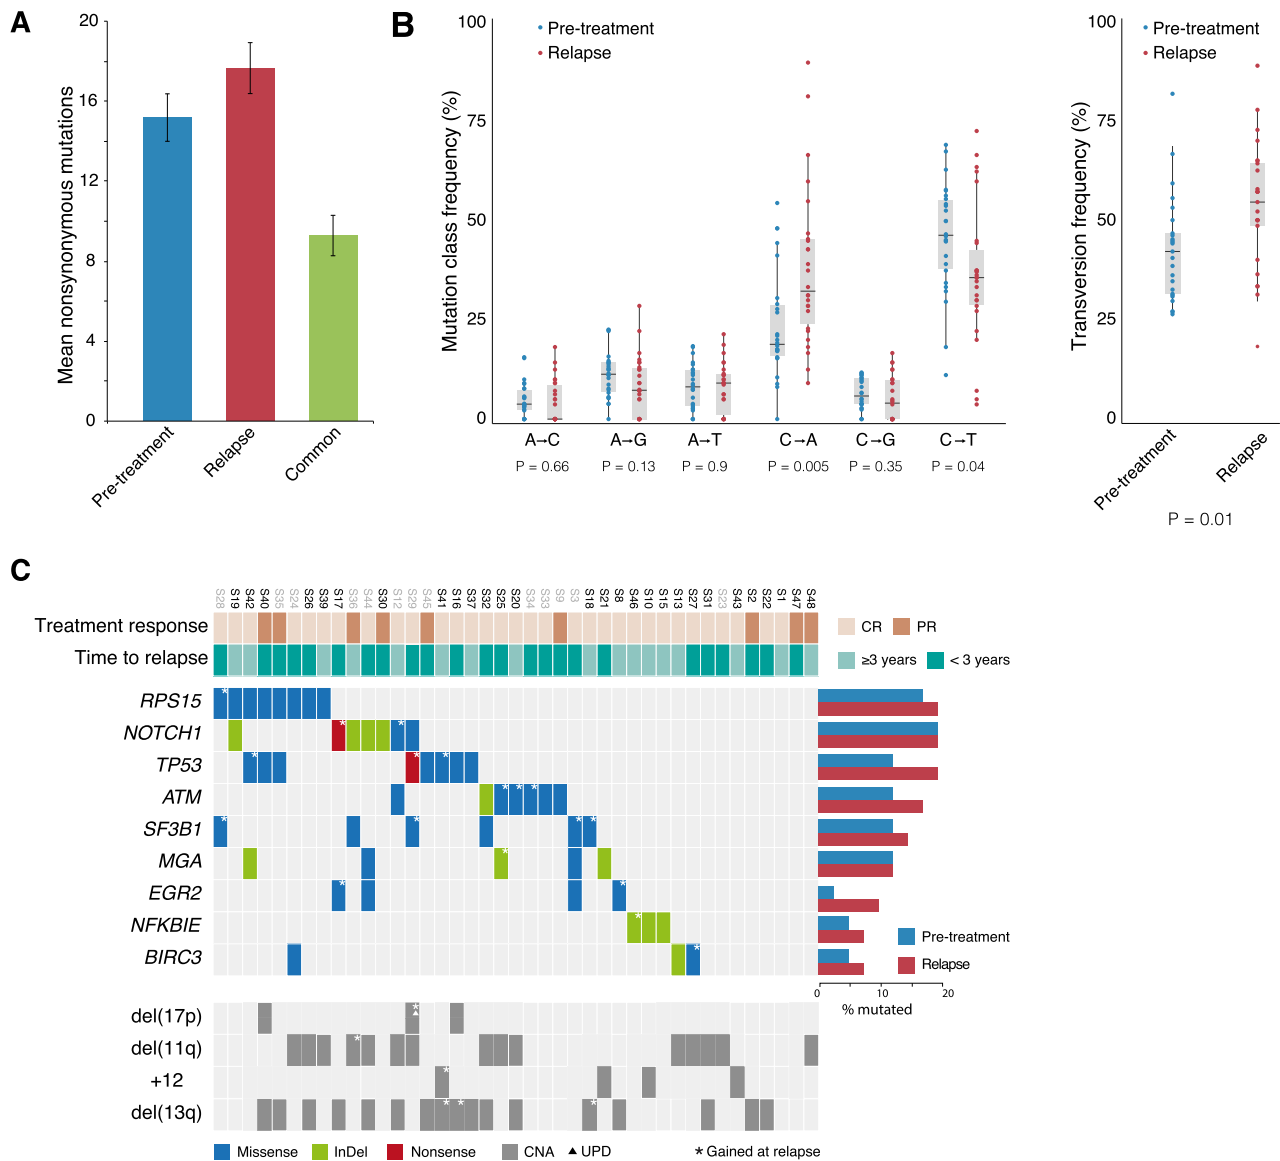 A
Mean nonsynonymous mutations
20
16
12
8
4
0
Pre-treatment
Relapse
Common
B
Mutation class frequency (%)
100
75
50
25
0
Pre-treatment
Relapse
A→C
A→G
A→T
C→A
C→G
C→T
P = 0.66
P = 0.13
P = 0.9
P = 0.005
P = 0.35
P = 0.04
Transversion frequency (%)
100
75
50
25
0
Pre-treatment
Relapse
Pre-treatment
Relapse
P = 0.01
C
S28 S19 S42 S40 S35 S24 S26 S39 S17 S36 S44 S30 S12 S29 S45 S41 S16 S37 S32 S25 S20 S34 S33 S9 S3 S18 S21 S8 S46 S10 S15 S13 S27 S31 S23 S43 S2 S22 S1 S47 S48
Treatment response
CR PR
Time to relapse
≥3 years < 3 years
RPS15
NOTCH1
TP53
ATM
SF3B1
MGA
EGR2
NFKBIE
BIRC3
Pre-treatment
Relapse
0 10 20
% mutated
del(17p)
del(11q)
+12
del(13q)
Missense InDel Nonsense CNA ▲ UPD * Gained at relapse